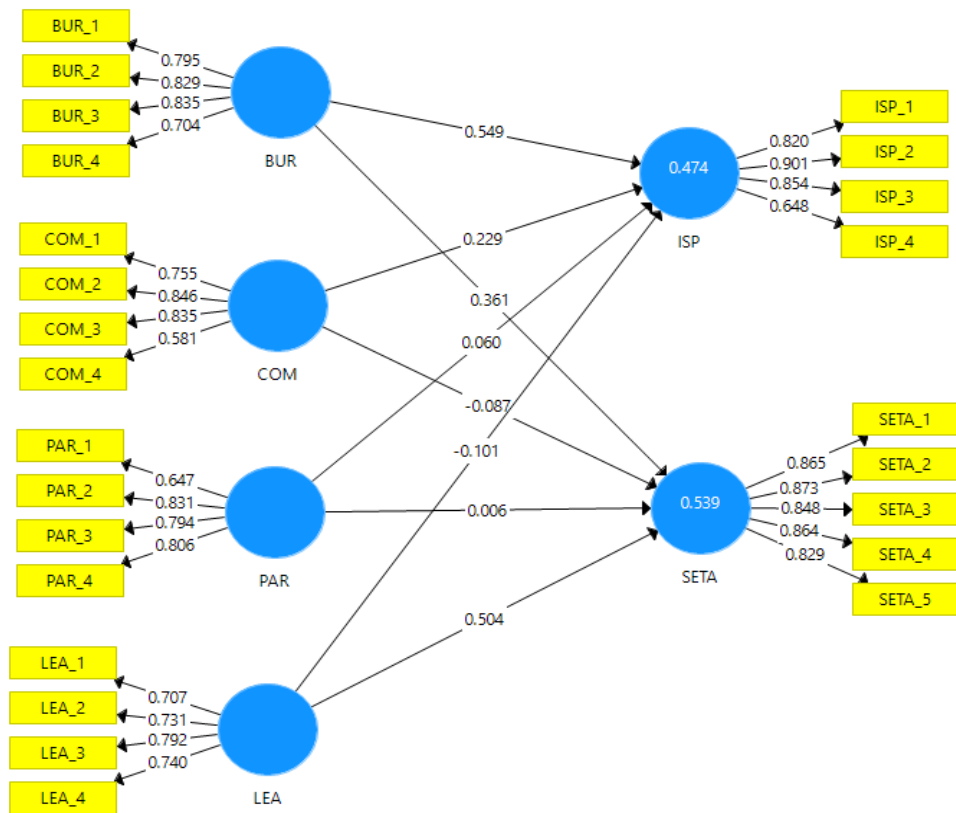 BUR_1
BUR_2
BUR_3
BUR_4
0.795
0.829
0.835
0.704
BUR
COM_1
COM_2
COM_3
COM_4
0.755
0.846
0.835
0.581
COM
PAR_1
PAR_2
PAR_3
PAR_4
0.647
0.831
0.794
0.806
PAR
LEA_1
LEA_2
LEA_3
LEA_4
0.707
0.731
0.792
0.740
LEA
0.549
0.229
0.361
0.060
-0.087
-0.101
0.006
0.504
0.474
ISP
0.820
0.901
0.854
0.648
ISP_1
ISP_2
ISP_3
ISP_4
0.539
SETA
0.865
0.873
0.848
0.864
0.829
SETA_1
SETA_2
SETA_3
SETA_4
SETA_5